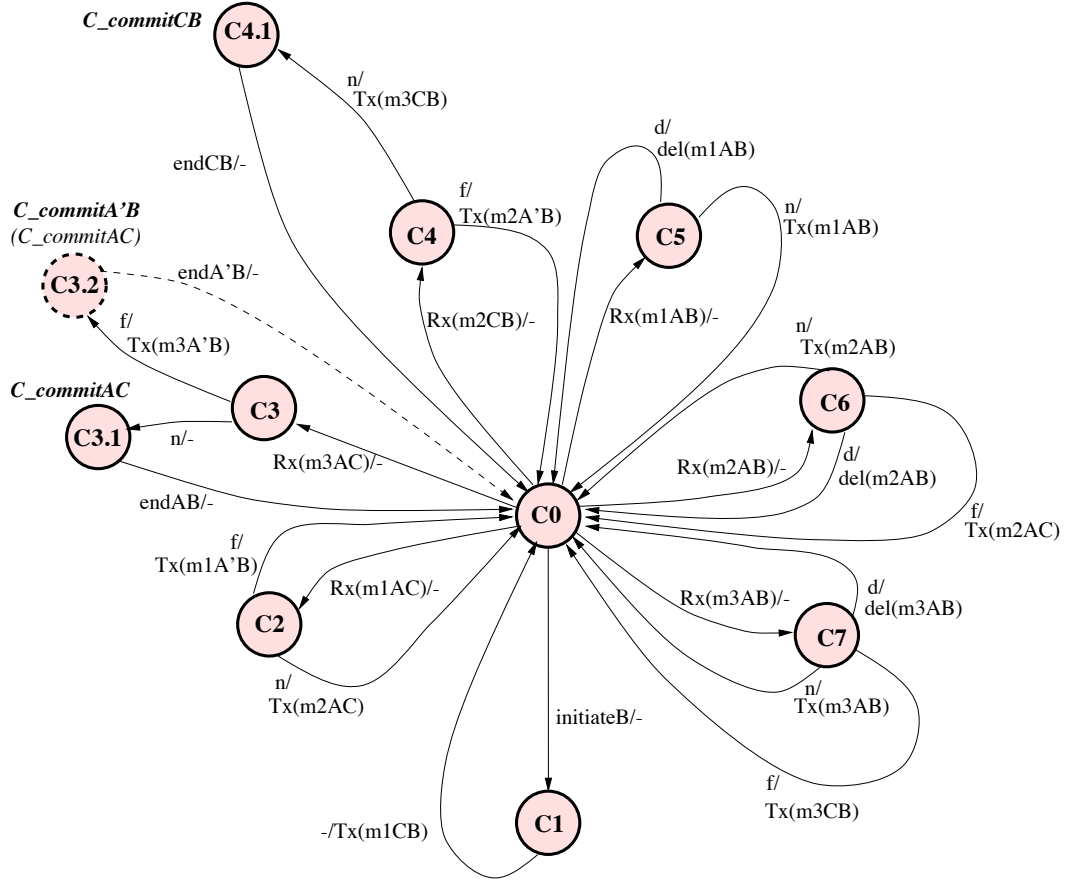 C_commitCB
C4.1
n/
Tx(m3CB)
d/
del(m1AB)
endCB/-
C_commitA’B
(C_commitAC)
f/
Tx(m2A’B)
C4
C5
n/
Tx(m1AB)
C3.2
endA’B/-
f/
Tx(m3A’B)
Rx(m2CB)/-
Rx(m1AB)/-
n/
Tx(m2AB)
C_commitAC
C3
C6
C3.1
n/-
Rx(m3AC)/-
Rx(m2AB)/-
d/
del(m2AB)
endAB/-
C0
f/
Tx(m2AC)
f/
Tx(m1A’B)
Rx(m1AC)/-
Rx(m3AB)/-
d/
del(m3AB)
C2
C7
n/
Tx(m2AC)
n/
Tx(m3AB)
initiateB/-
f/
Tx(m3CB)
-/Tx(m1CB)
C1